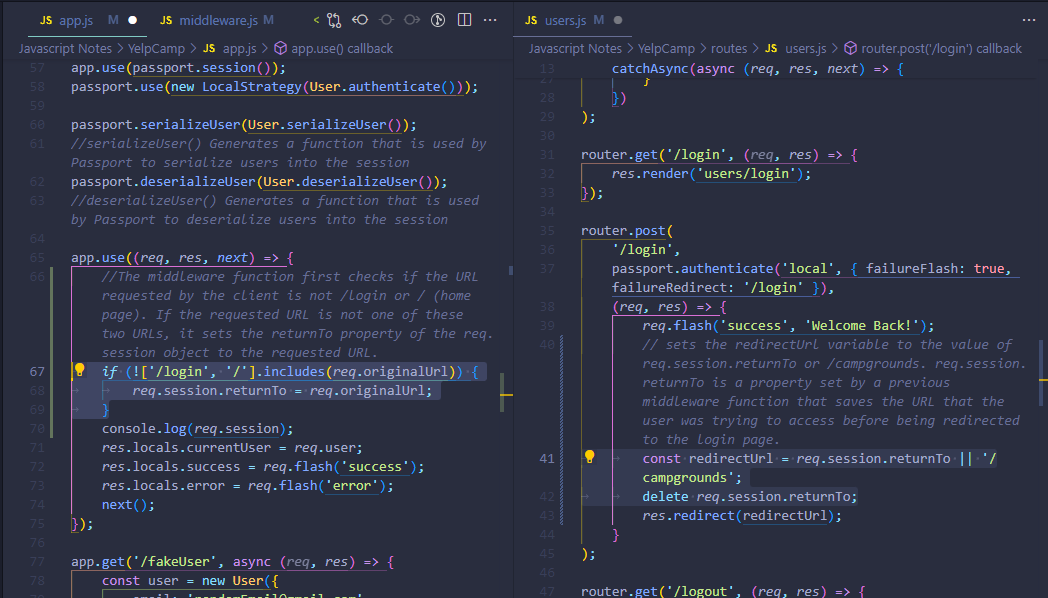 JS app.js M
JS middleware.js M
Javascript Notes > YelpCamp > JS app.js > app.use() callback
57 app.use(passport.session());
58 passport.use(new LocalStrategy(User.authenticate()));
59
60 passport.serializeUser(User.serializeUser());
61 //serializeUser() Generates a function that is used by
Passport to serialize users into the session
62 passport.deserializeUser(User.deserializeUser());
63 //deserializeUser() Generates a function that is used
by Passport to deserialize users into the session
64
65 app.use((req, res, next) => {
66 //The middleware function first checks if the URL
requested by the client is not /login or / (home
page). If the requested URL is not one of these
two URLs, it sets the returnTo property of the req.
session object to the requested URL.
67 if (!['/login', '/'].includes(req.originalUrl)) {
68 req.session.returnTo = req.originalUrl;
69 }
70 console.log(req.session);
71 res.locals.currentUser = req.user;
72 res.locals.success = req.flash('success');
73 res.locals.error = req.flash('error');
74 next();
75 });
76
77 app.get('/fakeUser', async (req, res) => {
78 const user = new User({
JS users.js M
Javascript Notes > YelpCamp > routes > JS users.js > router.post('/login') callback
13 catchAsync(async (req, res, next) => {
27 }
28 })
29 );
30
31 router.get('/login', (req, res) => {
32 res.render('users/login');
33 });
34
35 router.post(
36 '/login',
37 passport.authenticate('local', { failureFlash: true,
failureRedirect: '/login' }),
38 (req, res) => {
39 req.flash('success', 'Welcome Back!');
40 // sets the redirectUrl variable to the value of
req.session.returnTo or /campgrounds. req.session.
returnTo is a property set by a previous
middleware function that saves the URL that the
user was trying to access before being redirected
to the login page.
41 const redirectUrl = req.session.returnTo || '/
campgrounds';
42 delete req.session.returnTo;
43 res.redirect(redirectUrl);
44 }
45 );
46
47 router.get('/logout', (req, res) => {